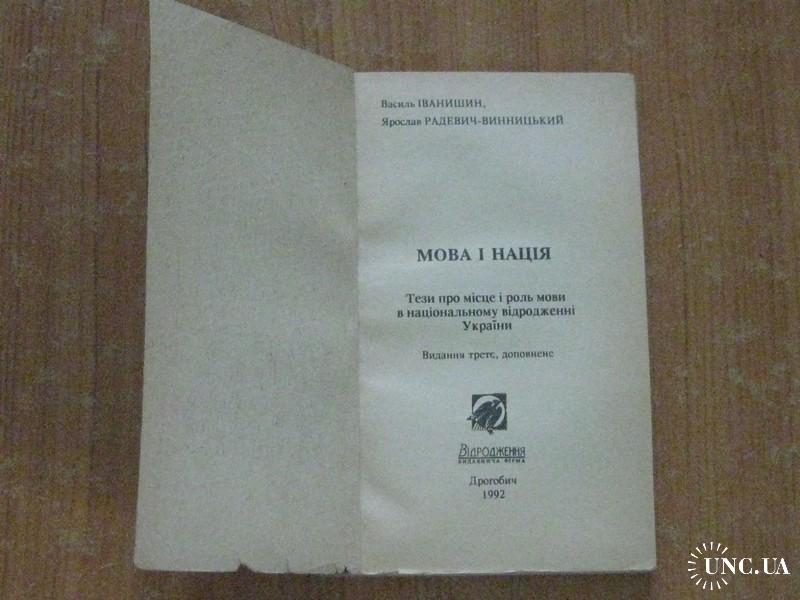 Василь ІВАНИШИН,
Ярослав РАДЕВИЧ-ВИННИЦЬКИЙ
МОВА І НАЦІЯ
Тези про місце і роль мови
в національному відродженні
України
Видання третє, доповнене
ВІДРОДЖЕННЯ
ВИДАВНИЧА ФІРМА
Дрогобич
1992
UNC.UA